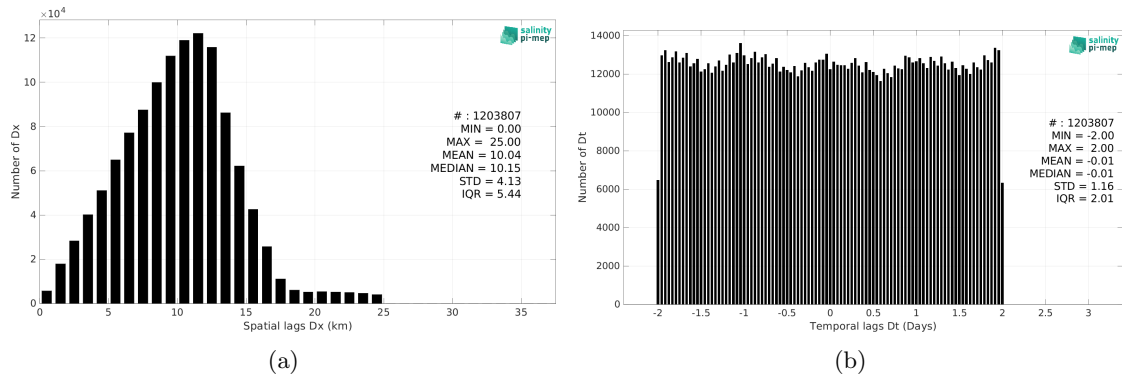 ×10⁴
12
10
8
6
4
2
0
0
5
10
15
20
25
30
35
Number of Dx
Spatial lags Dx (km)
salinity
pi-mep
# : 1203807
MIN = 0.00
MAX = 25.00
MEAN = 10.04
MEDIAN = 10.15
STD = 4.13
IQR = 5.44
(a)
14000
12000
10000
8000
6000
4000
2000
0
-2
-1.5
-1
-0.5
0
0.5
1
1.5
2
2.5
3
Number of Dt
Temporal lags Dt (Days)
salinity
pi-mep
# : 1203807
MIN = -2.00
MAX = 2.00
MEAN = -0.01
MEDIAN = -0.01
STD = 1.16
IQR = 2.01
(b)